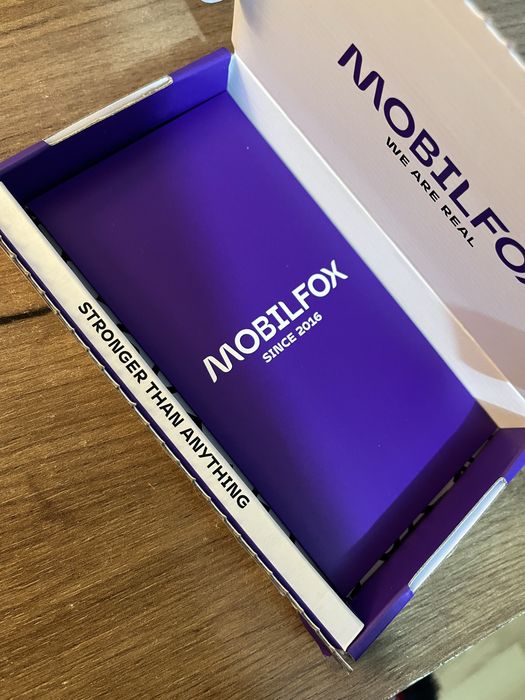 MOBILFOX
WE ARE REAL
MOBILFOX
SINCE 2016
STRONGER THAN ANYTHING